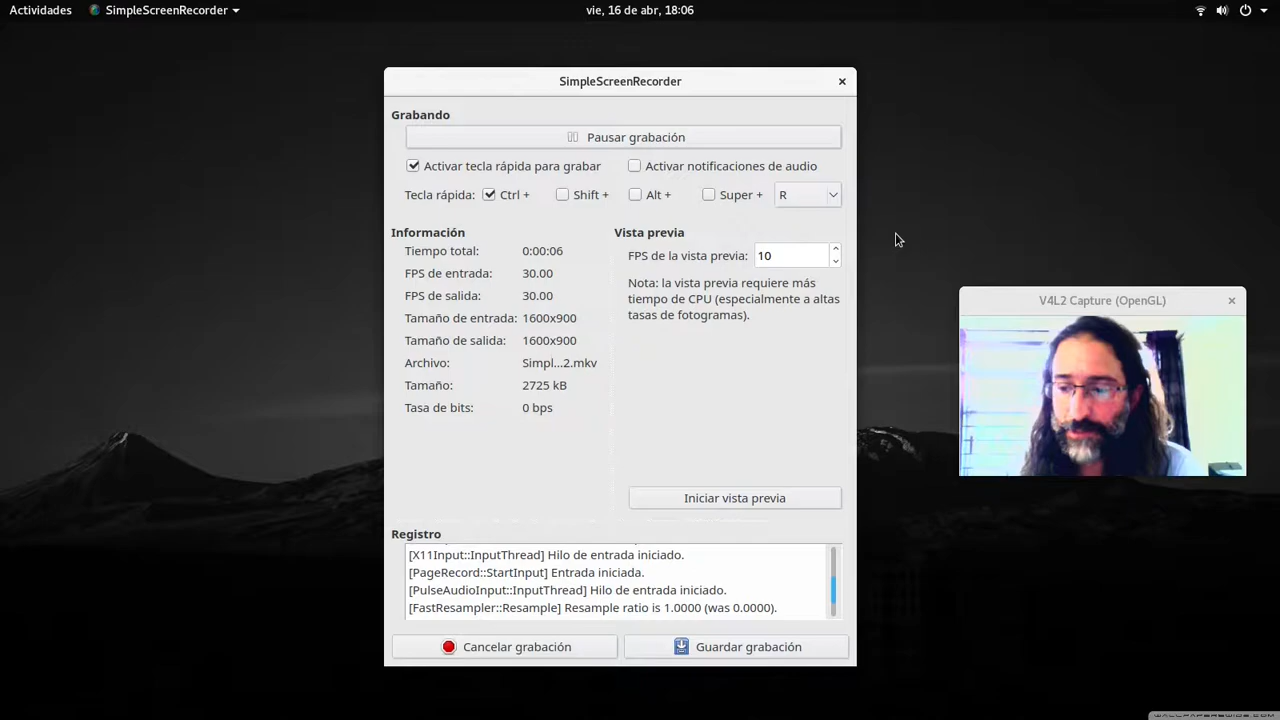 Actividades
SimpleScreenRecorder
vie, 16 de abr, 18:06
SimpleScreenRecorder
Grabando
Pausar grabación
Activar tecla rápida para grabar
Activar notificaciones de audio
Tecla rápida:
Ctrl +
Shift +
Alt +
Super +
R
Información
Tiempo total: 0:00:06
FPS de entrada: 30.00
FPS de salida: 30.00
Tamaño de entrada: 1600x900
Tamaño de salida: 1600x900
Archivo: Simpl...2.mkv
Tamaño: 2725 kB
Tasa de bits: 0 bps
Vista previa
FPS de la vista previa: 10
Nota: la vista previa requiere más
tiempo de CPU (especialmente a altas
tasas de fotogramas).
Iniciar vista previa
V4L2 Capture (OpenGL)
Registro
[X11Input::InputThread] Hilo de entrada iniciado.
[PageRecord::StartInput] Entrada iniciada.
[PulseAudioInput::InputThread] Hilo de entrada iniciado.
[FastResampler::Resample] Resample ratio is 1.0000 (was 0.0000).
Cancelar grabación
Guardar grabación